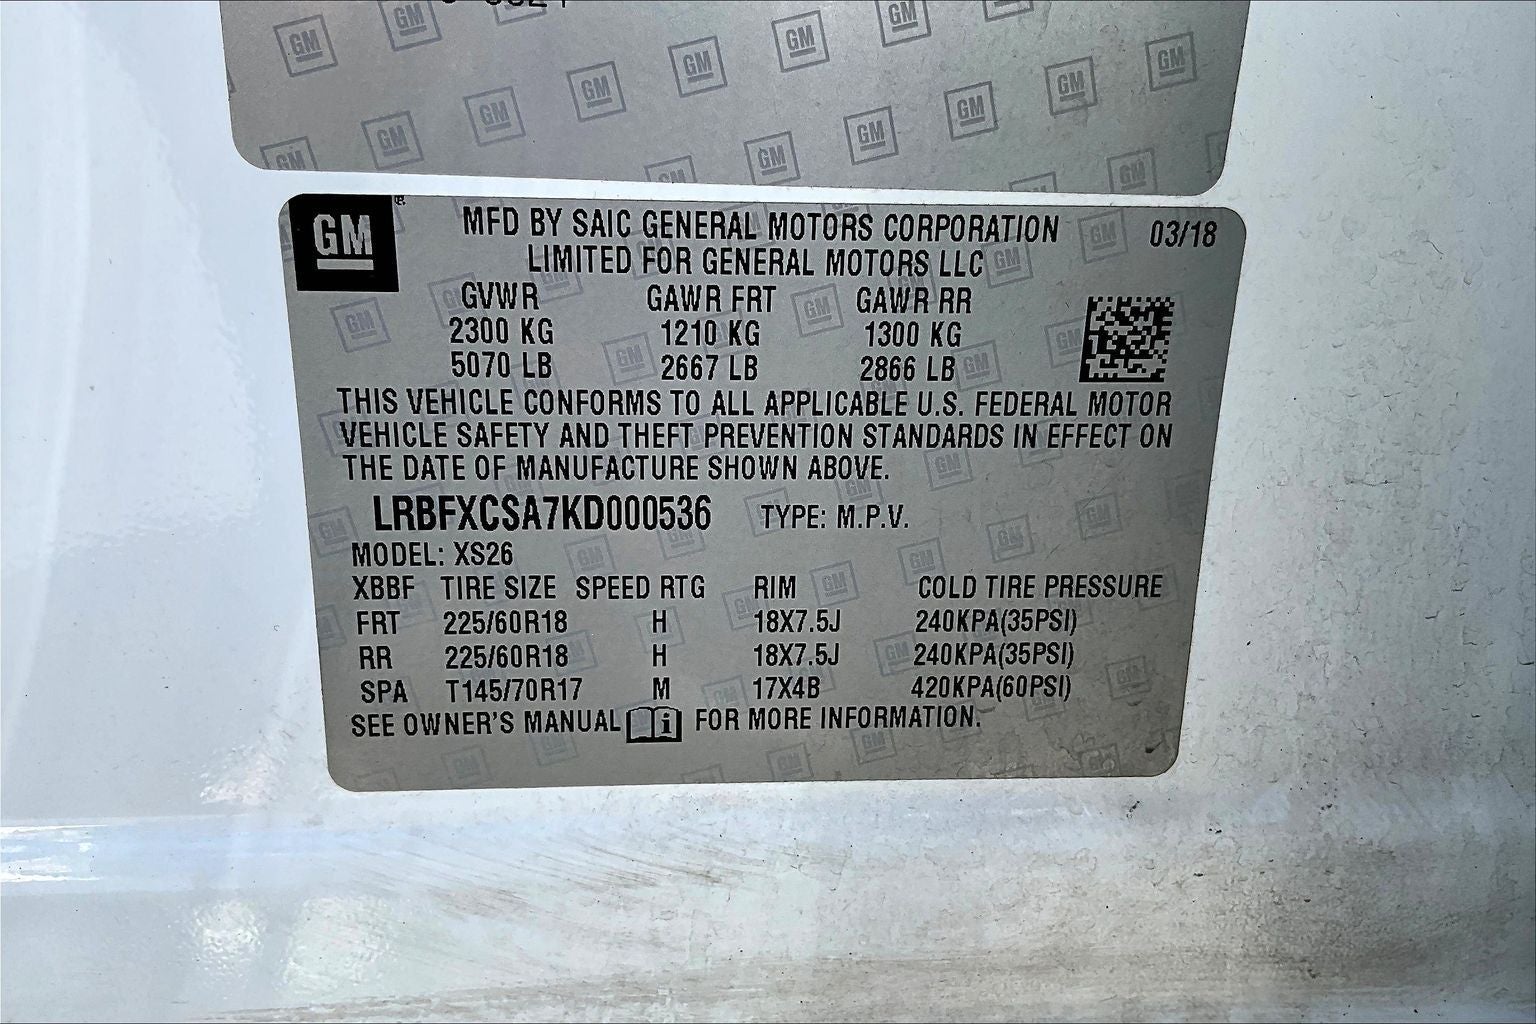 GM
MFD BY SAIC GENERAL MOTORS CORPORATION 03/18
LIMITED FOR GENERAL MOTORS LLC
GVWR GAWR FRT GAWR RR
2300 KG 1210 KG 1300 KG
5070 LB 2667 LB 2866 LB
THIS VEHICLE CONFORMS TO ALL APPLICABLE U.S. FEDERAL MOTOR
VEHICLE SAFETY AND THEFT PREVENTION STANDARDS IN EFFECT ON
THE DATE OF MANUFACTURE SHOWN ABOVE.
LRBFXCSA7KD000536 TYPE: M.P.V.
MODEL: XS26
XBBF TIRE SIZE SPEED RTG RIM COLD TIRE PRESSURE
FRT 225/60R18 H 18X7.5J 240KPA(35PSI)
RR 225/60R18 H 18X7.5J 240KPA(35PSI)
SPA T145/70R17 M 17X4B 420KPA(60PSI)
SEE OWNER'S MANUAL i FOR MORE INFORMATION.